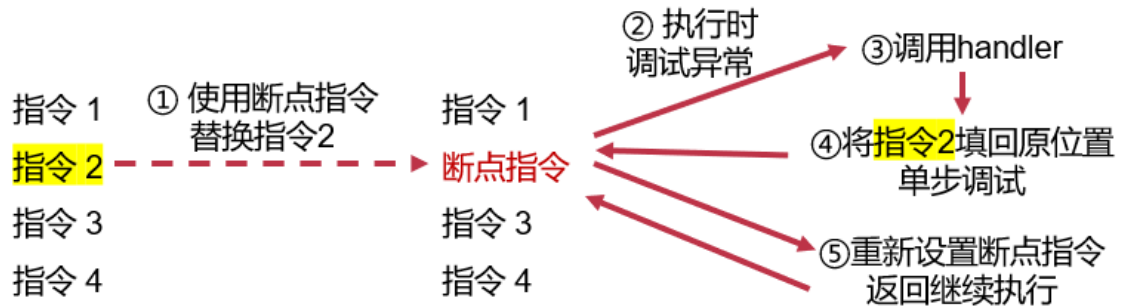 指令 1
指令 2
指令 3
指令 4
① 使用断点指令
替换指令2
指令 1
断点指令
指令 3
指令 4
② 执行时
调试异常
③调用handler
④将指令2填回原位置
单步调试
⑤重新设置断点指令
返回继续执行